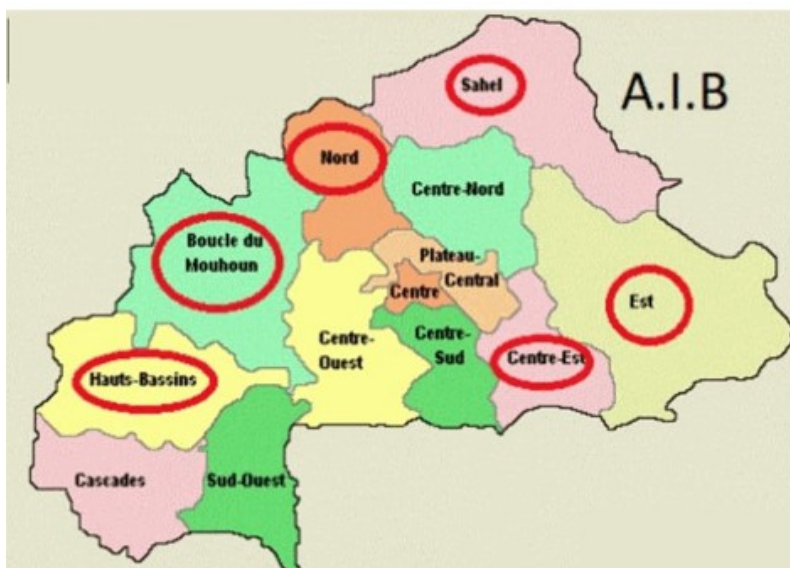 Sahel
A.I.B
Nord
Centre-Nord
Boucle du
Mouhoun
Plateau-
Central
Centre
Est
Centre-
Ouest
Centre-
Sud
Centre-Est
Hauts-Bassins
Cascades
Sud-Ouest